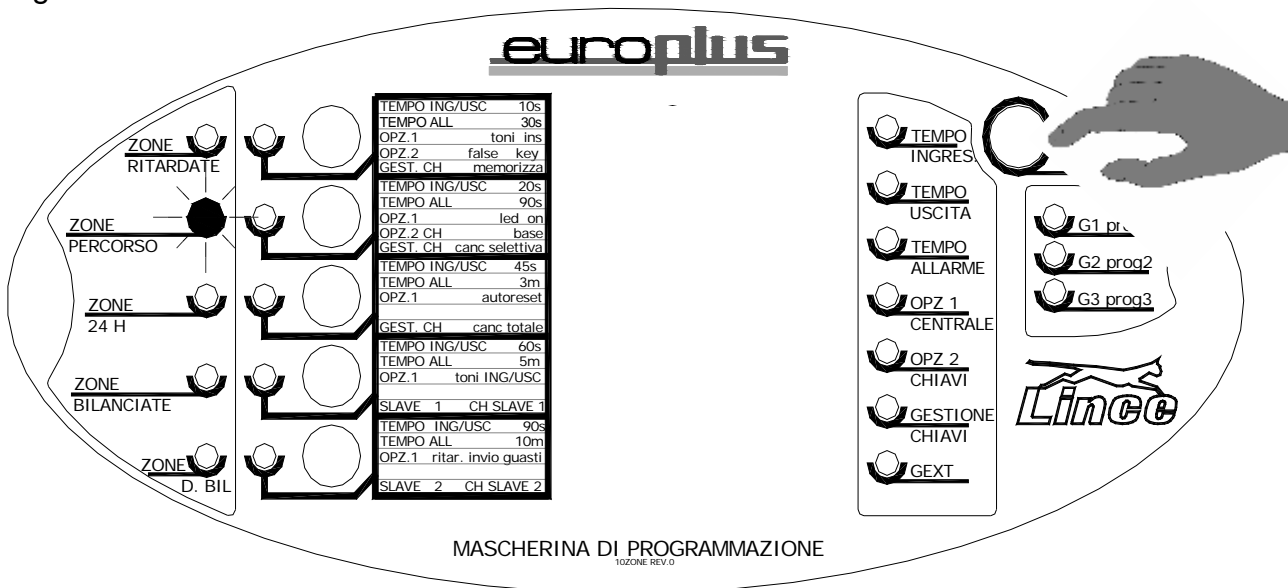 europlus
ZONE
RITARDATE
ZONE
PERCORSO
ZONE
24 H
ZONE
BILANCIATE
ZONE
D. BIL
TEMPO ING/USC 10s
TEMPO ALL 30s
OPZ.1 toni ins
OPZ.2 false key
GEST. CH memorizza
TEMPO ING/USC 20s
TEMPO ALL 90s
OPZ.1 led on
OPZ.2 CH base
GEST. CH canc selettiva
TEMPO ING/USC 45s
TEMPO ALL 3m
OPZ.1 autoreset
GEST. CH canc totale
TEMPO ING/USC 60s
TEMPO ALL 5m
OPZ.1 toni ING/USC
SLAVE 1 CH SLAVE 1
TEMPO ING/USC 90s
TEMPO ALL 10m
OPZ.1 ritar. invio guasti
SLAVE 2 CH SLAVE 2
TEMPO
INGRES.
TEMPO
USCITA
TEMPO
ALLARME
OPZ 1
CENTRALE
OPZ 2
CHIAVI
GESTIONE
CHIAVI
GEXT
G1
G2 prog2
G3 prog3
Lince
MASCHERINA DI PROGRAMMAZIONE
10ZONE REV.0